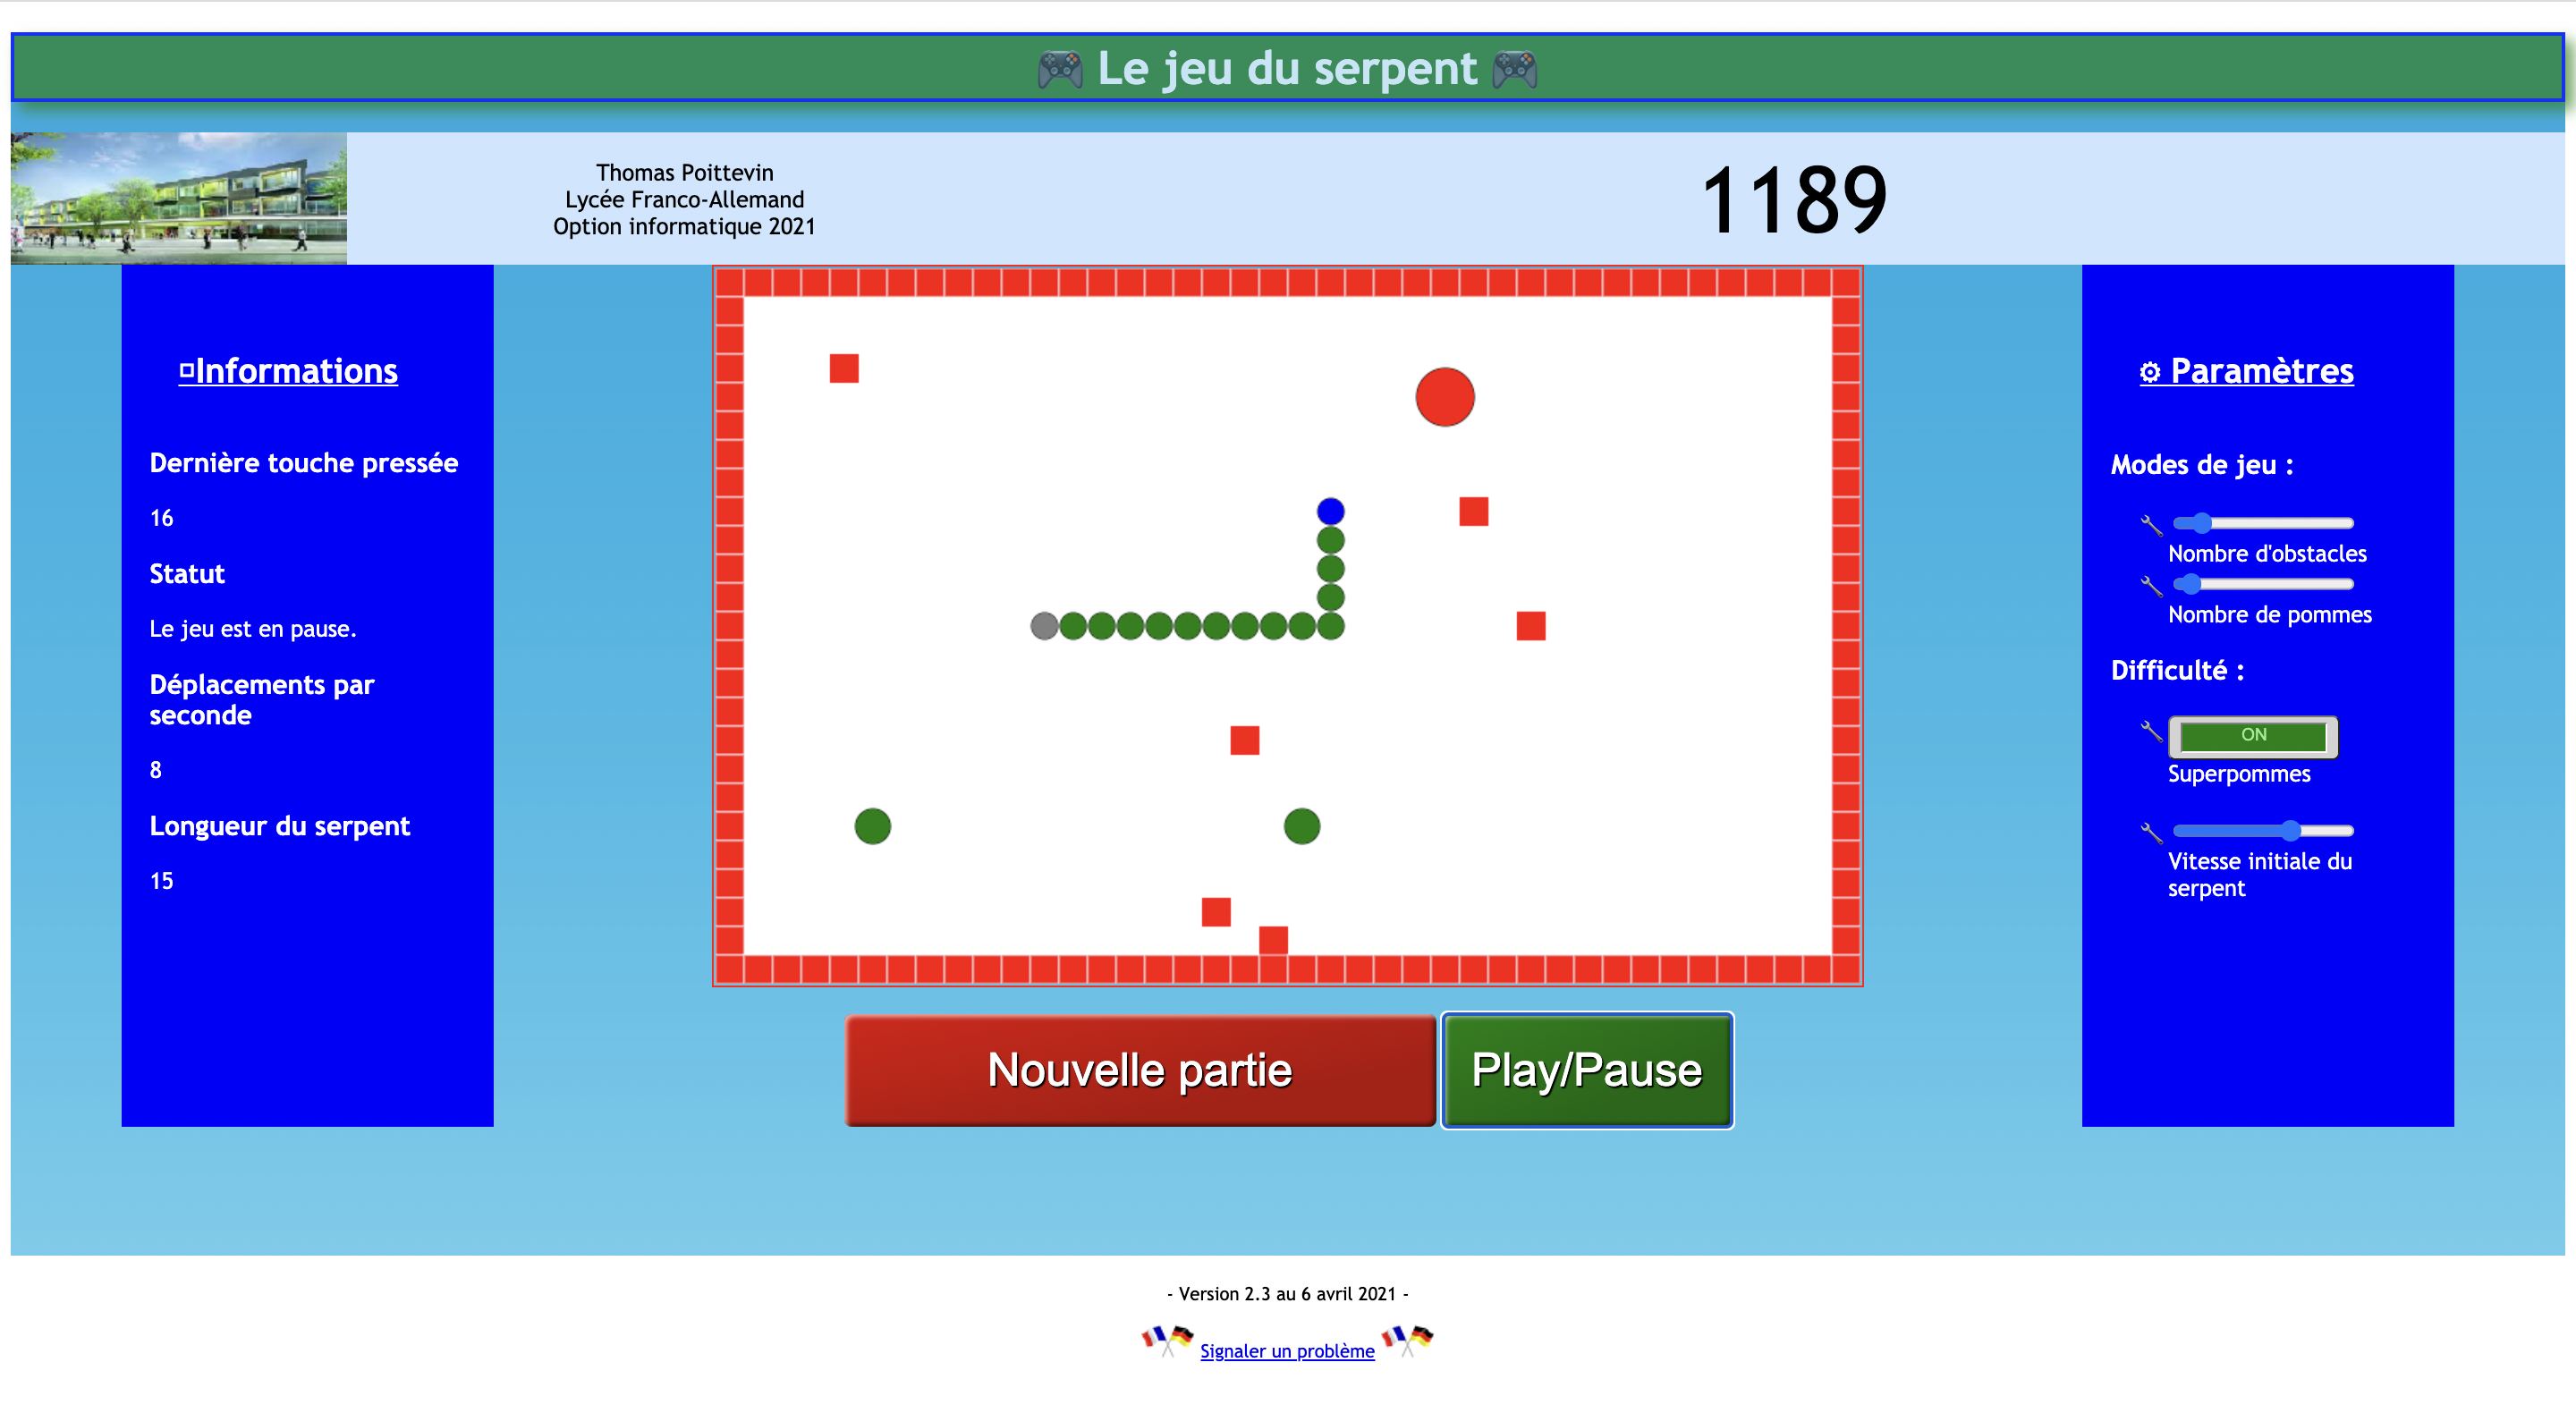 🎮 Le jeu du serpent 🎮
Thomas Poittevin
Lycée Franco-Allemand
Option informatique 2021
1189
Informations
Dernière touche pressée
16
Statut
Le jeu est en pause.
Déplacements par
seconde
8
Longueur du serpent
15
Nouvelle partie
Play/Pause
⚙ Paramètres
Modes de jeu :
Nombre d'obstacles
Nombre de pommes
Difficulté :
ON
Superpommes
Vitesse initiale du
serpent
- Version 2.3 au 6 avril 2021 -
Signaler un problème